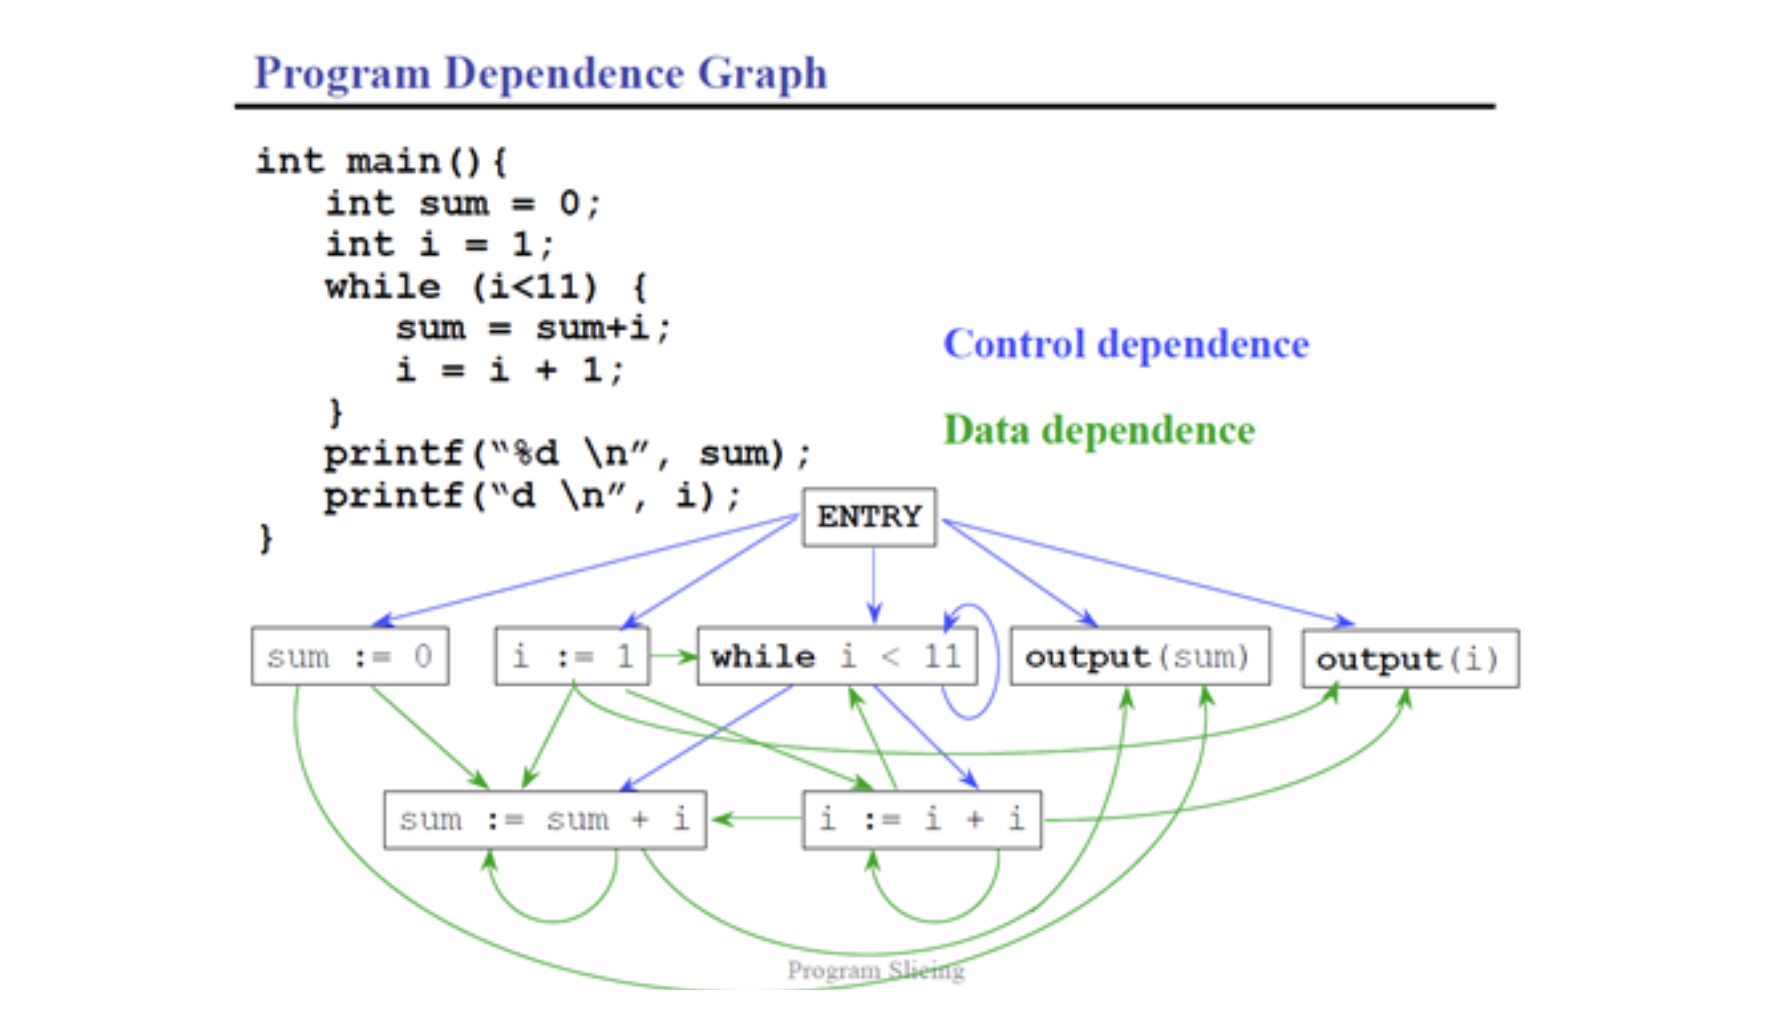 Program Dependence Graph
int main(){
int sum = 0;
int i = 1;
while (i<11) {
sum = sum+i;
i = i + 1;
}
printf(“%d \n”, sum);
printf(“d \n”, i);
}
Control dependence
Data dependence
ENTRY
sum := 0
i := 1
while i < 11
output(sum)
output(i)
sum := sum + i
i := i + i
Program Slicing